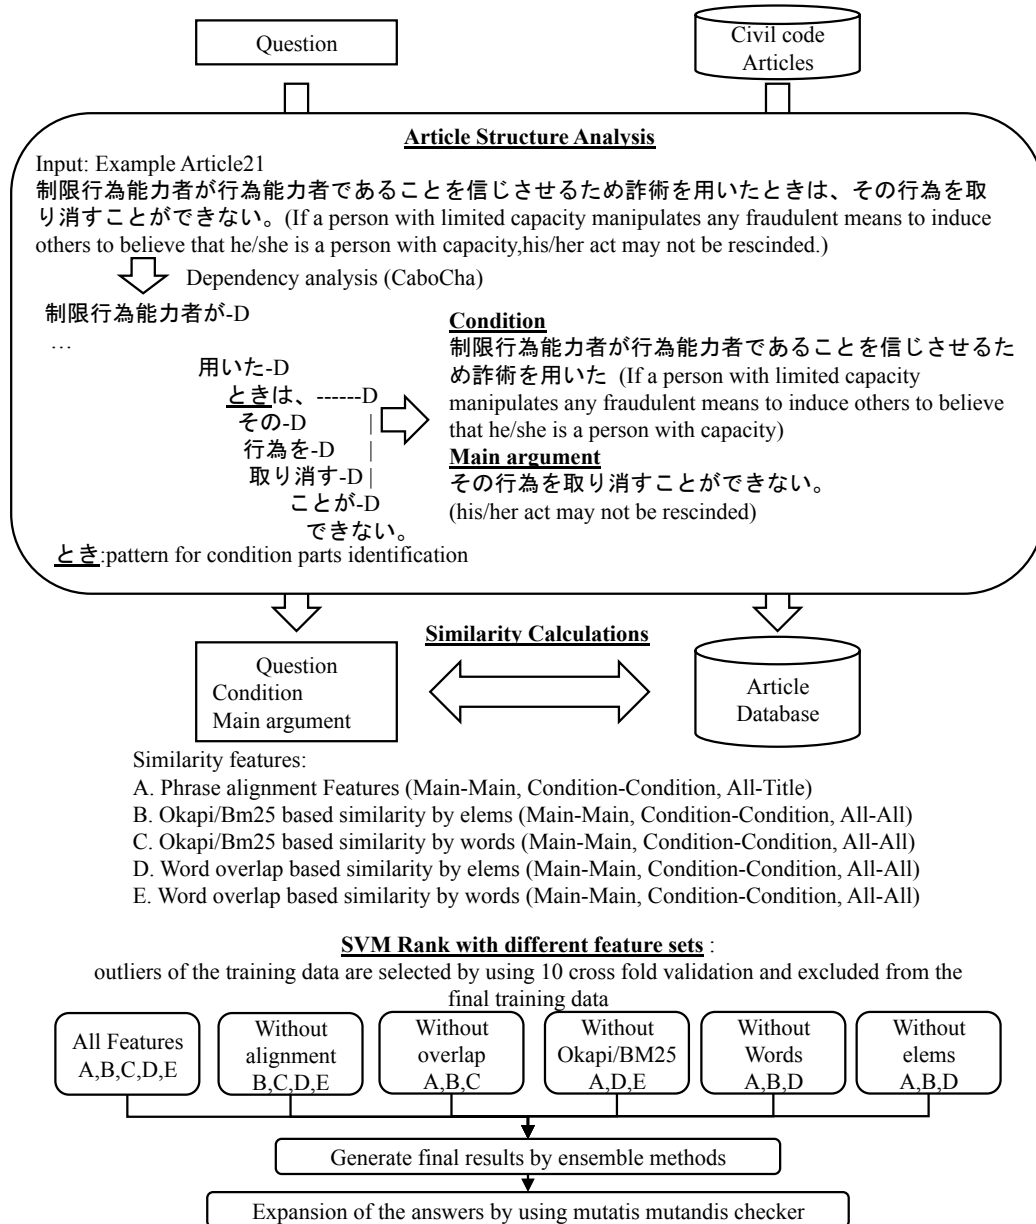 Question
Civil code
Articles
Article Structure Analysis
Input: Example Article21
制限行為能力者が行為能力者であることを信じさせるため詐術を用いたときは、その行為を取
り消すことができない。(If a person with limited capacity manipulates any fraudulent means to induce
others to believe that he/she is a person with capacity,his/her act may not be rescinded.)
Dependency analysis (CaboCha)
制限行為能力者が-D
…
用いた-D
ときは、------D
その-D |
行為を-D |
取り消す-D |
ことが-D
できない。
とき:pattern for condition parts identification
Condition
制限行為能力者が行為能力者であることを信じさせるた
め詐術を用いた (If a person with limited capacity
manipulates any fraudulent means to induce others to believe
that he/she is a person with capacity)
Main argument
その行為を取り消すことができない。
(his/her act may not be rescinded)
Similarity Calculations
Question
Condition
Main argument
Article
Database
Similarity features:
A. Phrase alignment Features (Main-Main, Condition-Condition, All-Title)
B. Okapi/Bm25 based similarity by elems (Main-Main, Condition-Condition, All-All)
C. Okapi/Bm25 based similarity by words (Main-Main, Condition-Condition, All-All)
D. Word overlap based similarity by elems (Main-Main, Condition-Condition, All-All)
E. Word overlap based similarity by words (Main-Main, Condition-Condition, All-All)
SVM Rank with different feature sets :
outliers of the training data are selected by using 10 cross fold validation and excluded from the
final training data
All Features
A,B,C,D,E
Without
alignment
B,C,D,E
Without
overlap
A,B,C
Without
Okapi/BM25
A,D,E
Without
Words
A,B,D
Without
elems
A,B,D
Generate final results by ensemble methods
Expansion of the answers by using mutatis mutandis checker